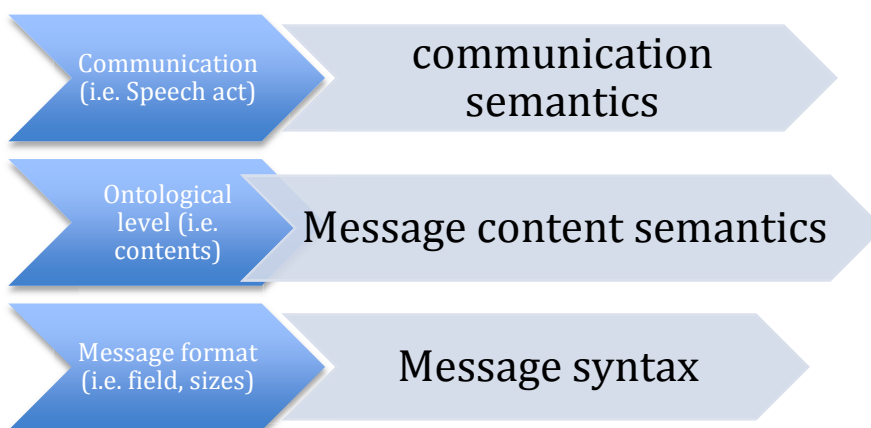 Communication
(i.e. Speech act)
communication
semantics
Ontological
level (i.e.
contents)
Message content semantics
Message format
(i.e. field, sizes)
Message syntax